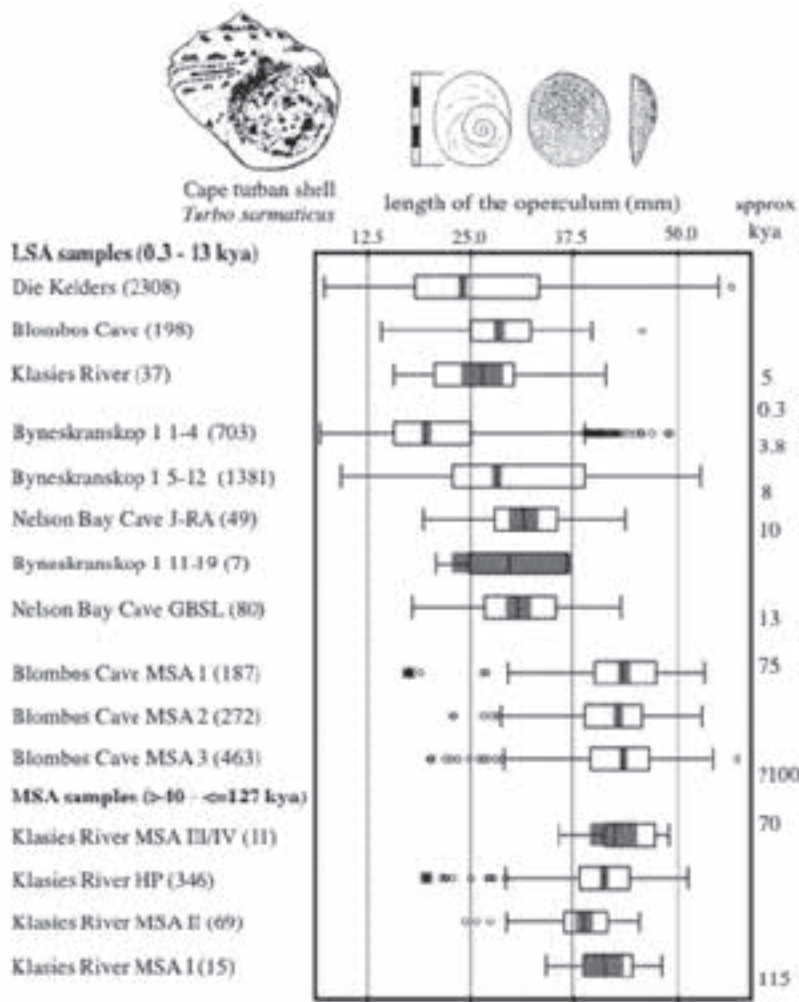 Cape turban shell
Turbo sarmaticus
length of the operculum (mm)
approx
kya
12.5 25.0 37.5 50.0
LSA samples (0.3 - 13 kya)
Die Kelders (2308)
Blombos Cave (198)
Klasies River (37)
5
0.3
Byneskranskop 1 1-4 (703)
3.8
Byneskranskop 1 5-12 (1381)
8
Nelson Bay Cave J-RA (49)
10
Byneskranskop 1 11-19 (7)
Nelson Bay Cave GBSL (80)
13
Blombos Cave MSA 1 (187)
75
Blombos Cave MSA 2 (272)
Blombos Cave MSA 3 (463)
?100
MSA samples (>40 - <=127 kya)
70
Klasies River MSA III/IV (11)
Klasies River HP (346)
Klasies River MSA II (69)
Klasies River MSA I (15)
115